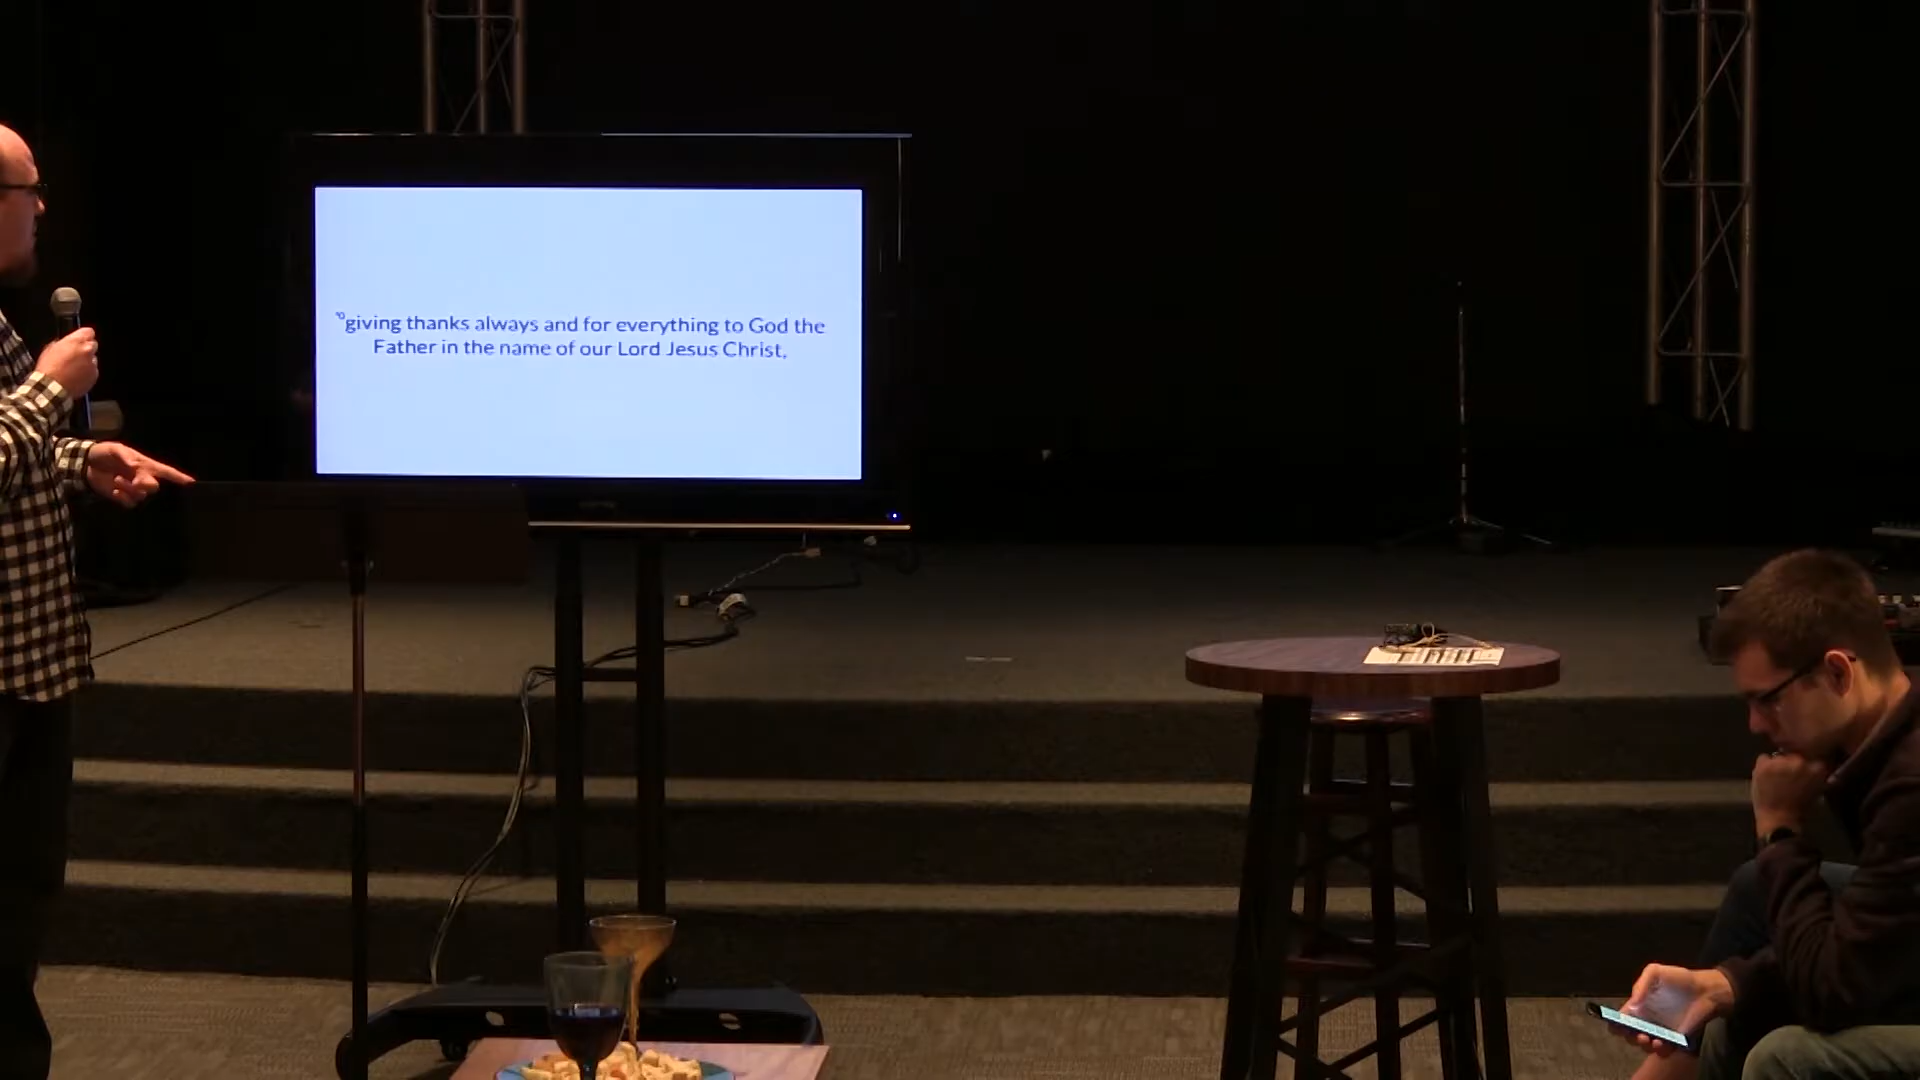 ²⁰giving thanks always and for everything to God the
Father in the name of our Lord Jesus Christ,